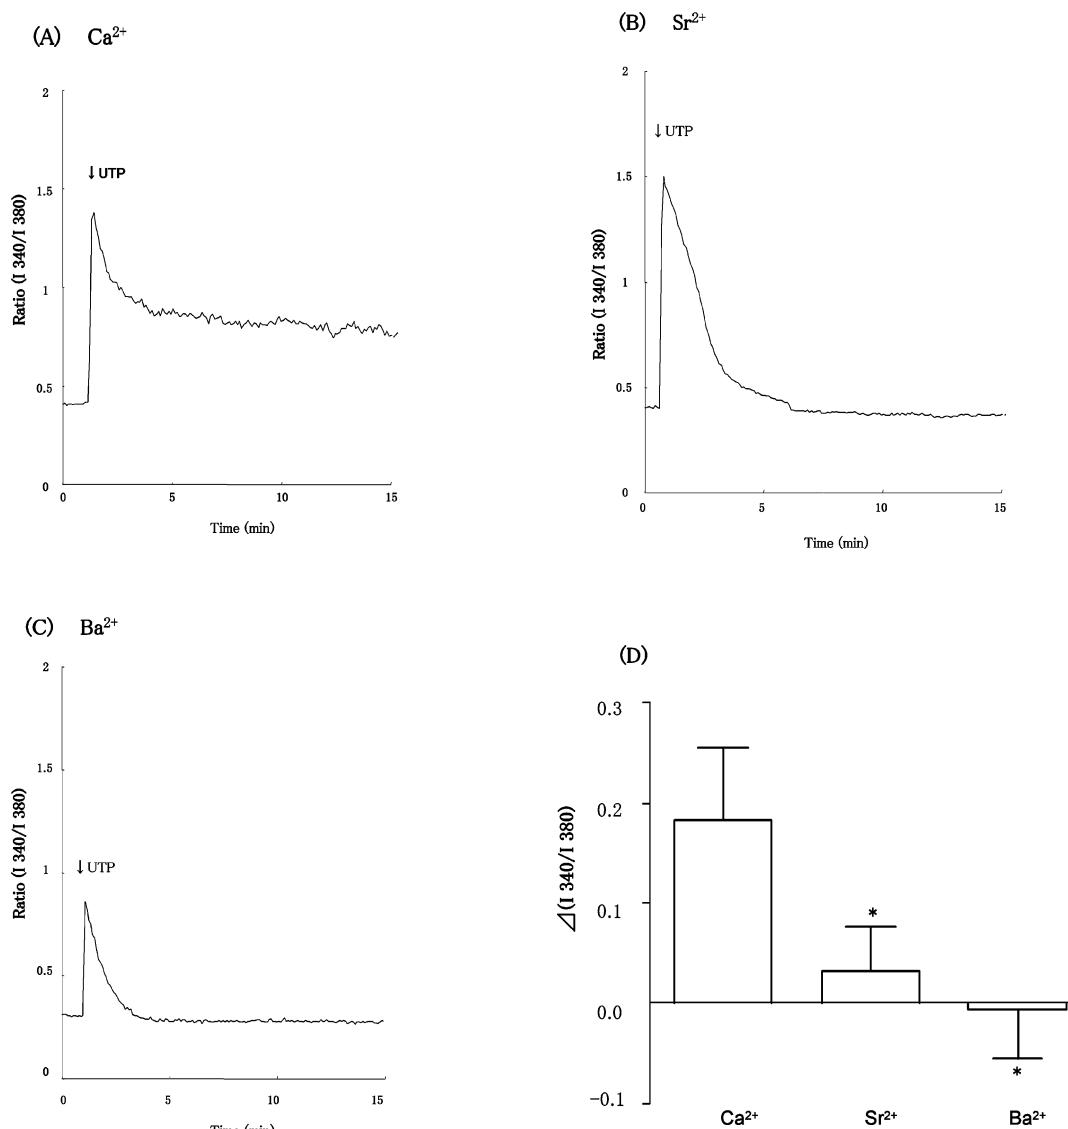 (A) Ca²⁺
2
↓UTP
1.5
1
0.5
0
0 5 10 15
Time (min)
Ratio (I 340/I 380)
(B) Sr²⁺
2
↓UTP
1.5
1
0.5
0
0 5 10 15
Time (min)
Ratio (I 340/I 380)
(C) Ba²⁺
2
1.5
1
↓UTP
0.5
0
0 5 10 15
Time (min)
Ratio (I 340/I 380)
(D)
0.3
0.2
0.1
*
0.0
*
-0.1
Ca²⁺ Sr²⁺ Ba²⁺
⊿(I 340/I 380)